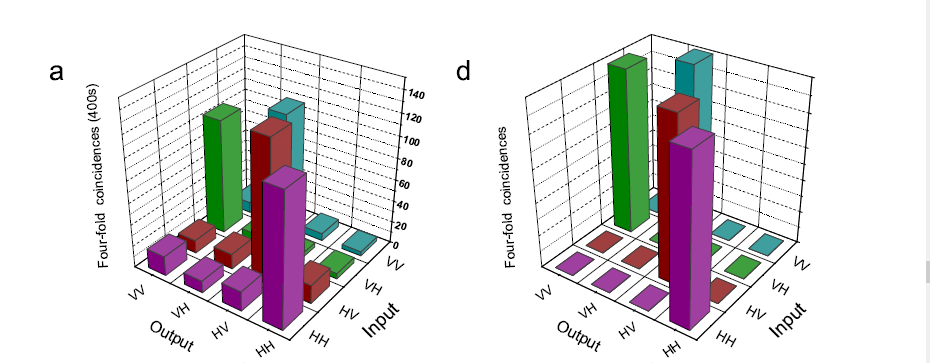 a
Four-fold coincidences (400s)
140
120
100
80
60
40
20
0
VV
VH
HV
HH
Output
HH
HV
VH
VV
Input
d
Four-fold coincidences
VV
VH
HV
HH
Output
HH
HV
VH
VV
Input